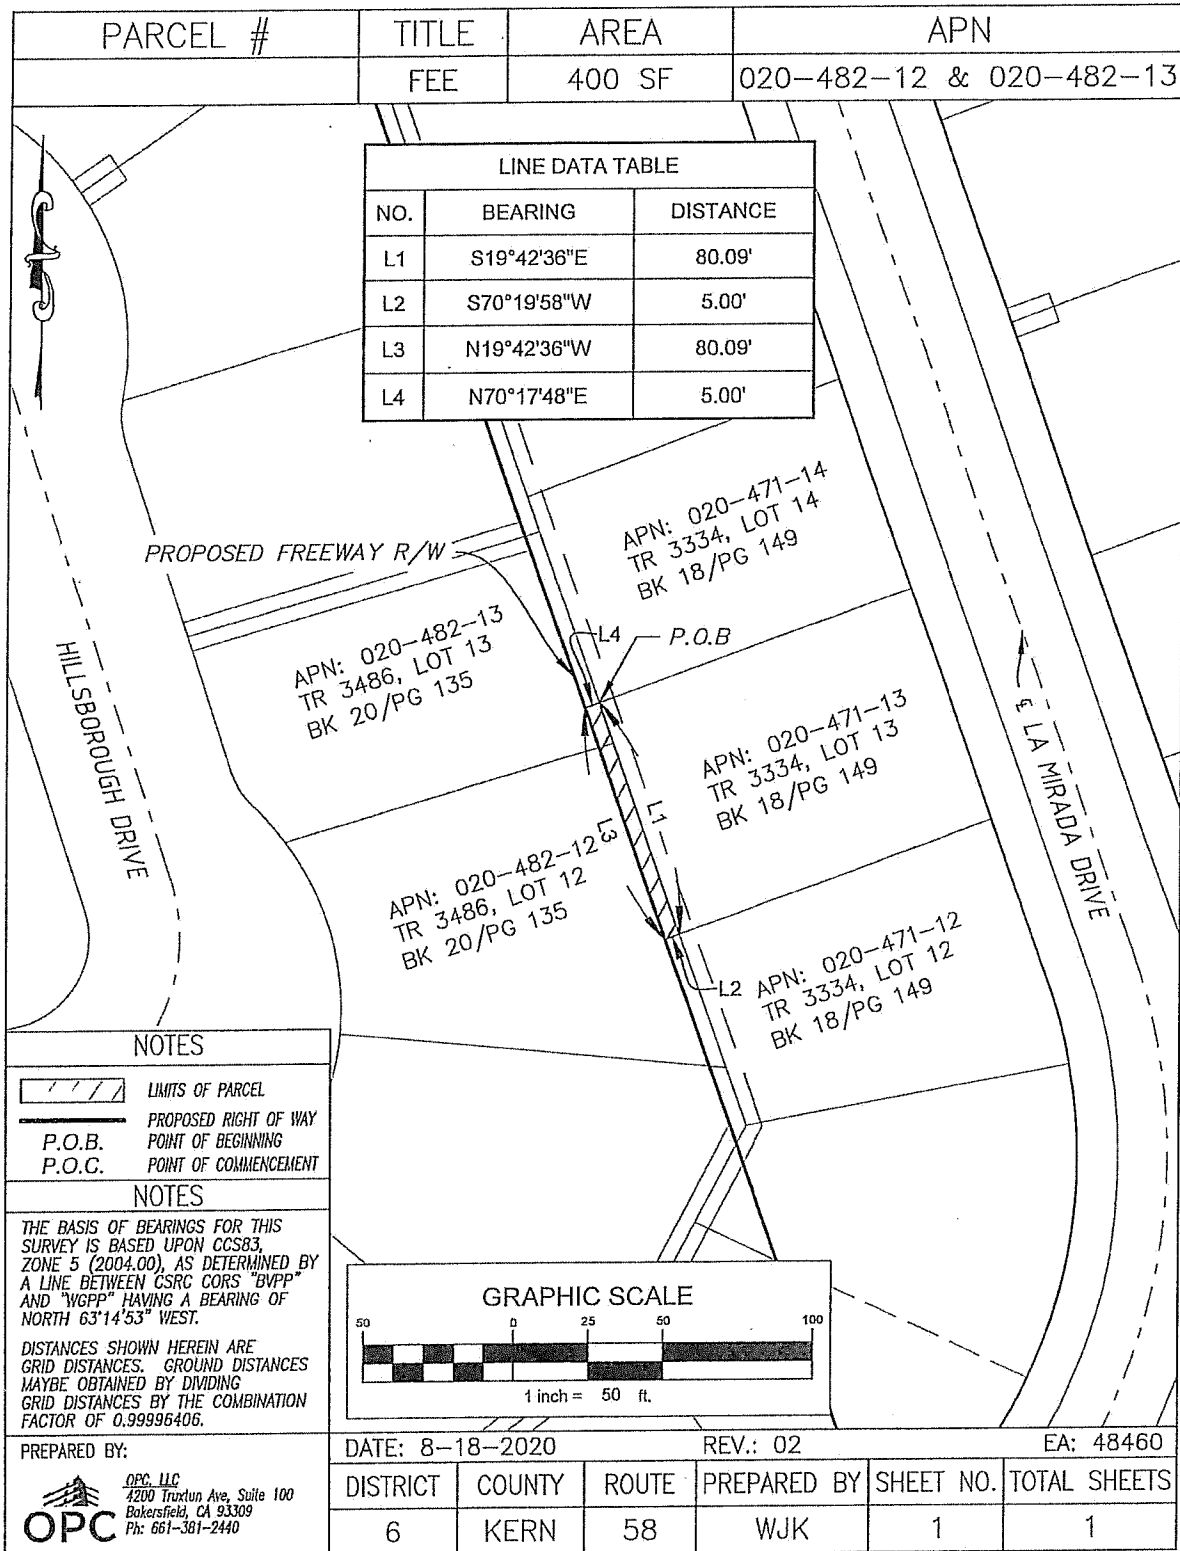 PARCEL # TITLE AREA APN
FEE 400 SF 020-482-12 & 020-482-13
LINE DATA TABLE
NO. BEARING DISTANCE
L1 S19°42'36"E 80.09'
L2 S70°19'58"W 5.00'
L3 N19°42'36"W 80.09'
L4 N70°17'48"E 5.00'
APN: 020-471-14
TR 3334, LOT 14
BK 18/PG 149
PROPOSED FREEWAY R/W
L4
P.O.B
APN: 020-482-13
TR 3486, LOT 13
BK 20/PG 135
HILLSBOROUGH DRIVE
APN: 020-471-13
TR 3334, LOT 13
BK 18/PG 149
℄ LA MIRADA DRIVE
L1
L3
APN: 020-482-12
TR 3486, LOT 12
BK 20/PG 135
L2
APN: 020-471-12
TR 3334, LOT 12
BK 18/PG 149
NOTES
LIMITS OF PARCEL
PROPOSED RIGHT OF WAY
P.O.B. POINT OF BEGINNING
P.O.C. POINT OF COMMENCEMENT
NOTES
THE BASIS OF BEARINGS FOR THIS
SURVEY IS BASED UPON CCS83,
ZONE 5 (2004.00), AS DETERMINED BY
A LINE BETWEEN CSRC CORS "BVPP"
AND "WGPP" HAVING A BEARING OF
NORTH 63°14'53" WEST.
DISTANCES SHOWN HEREIN ARE
GRID DISTANCES. GROUND DISTANCES
MAYBE OBTAINED BY DIVIDING
GRID DISTANCES BY THE COMBINATION
FACTOR OF 0.99996406.
GRAPHIC SCALE
50 0 25 50 100
1 inch = 50 ft.
PREPARED BY:
OPC
OPC, LLC
4200 Truxtun Ave, Suite 100
Bakersfield, CA 93309
Ph: 661-381-2440
DATE: 8-18-2020 REV.: 02 EA: 48460
DISTRICT COUNTY ROUTE PREPARED BY SHEET NO. TOTAL SHEETS
6 KERN 58 WJK 1 1